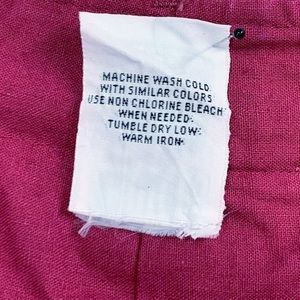 MACHINE WASH COLD
WITH SIMILAR COLORS
USE NON CHLORINE BLEACH
WHEN NEEDED
TUMBLE DRY LOW
WARM IRON